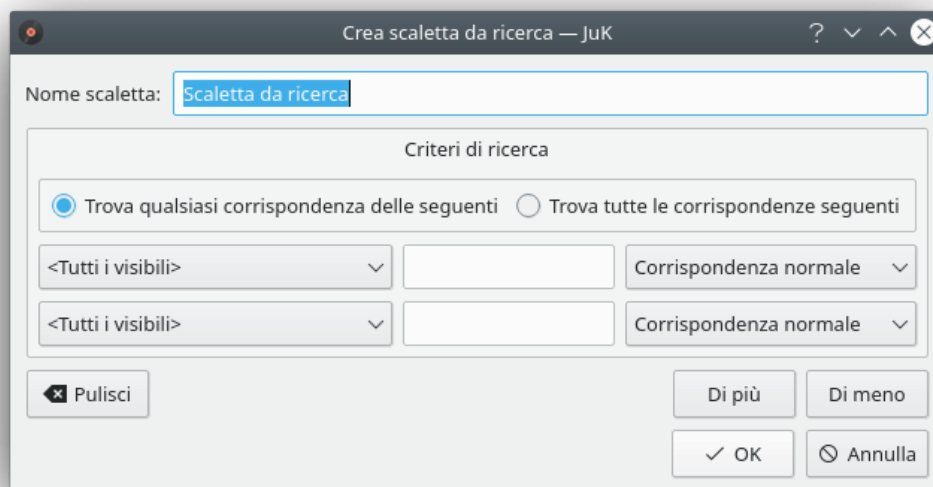 Crea scaletta da ricerca — JuK
Nome scaletta: Scaletta da ricerca
Criteri di ricerca
Trova qualsiasi corrispondenza delle seguenti Trova tutte le corrispondenze seguenti
<Tutti i visibili> Corrispondenza normale
<Tutti i visibili> Corrispondenza normale
Pulisci Di più Di meno
OK Annulla